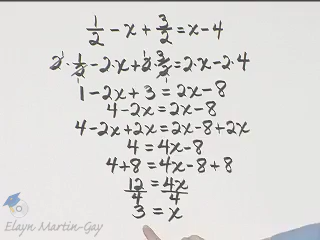 1/2 - x + 3/2 = x - 4
2 · 1/2 - 2 · x + 2 · 3/2 = 2 · x - 2 · 4
1 - 2x + 3 = 2x - 8
4 - 2x = 2x - 8
4 - 2x + 2x = 2x - 8 + 2x
4 = 4x - 8
4 + 8 = 4x - 8 + 8
12/4 = 4x/4
3 = x
Elayn Martin-Gay